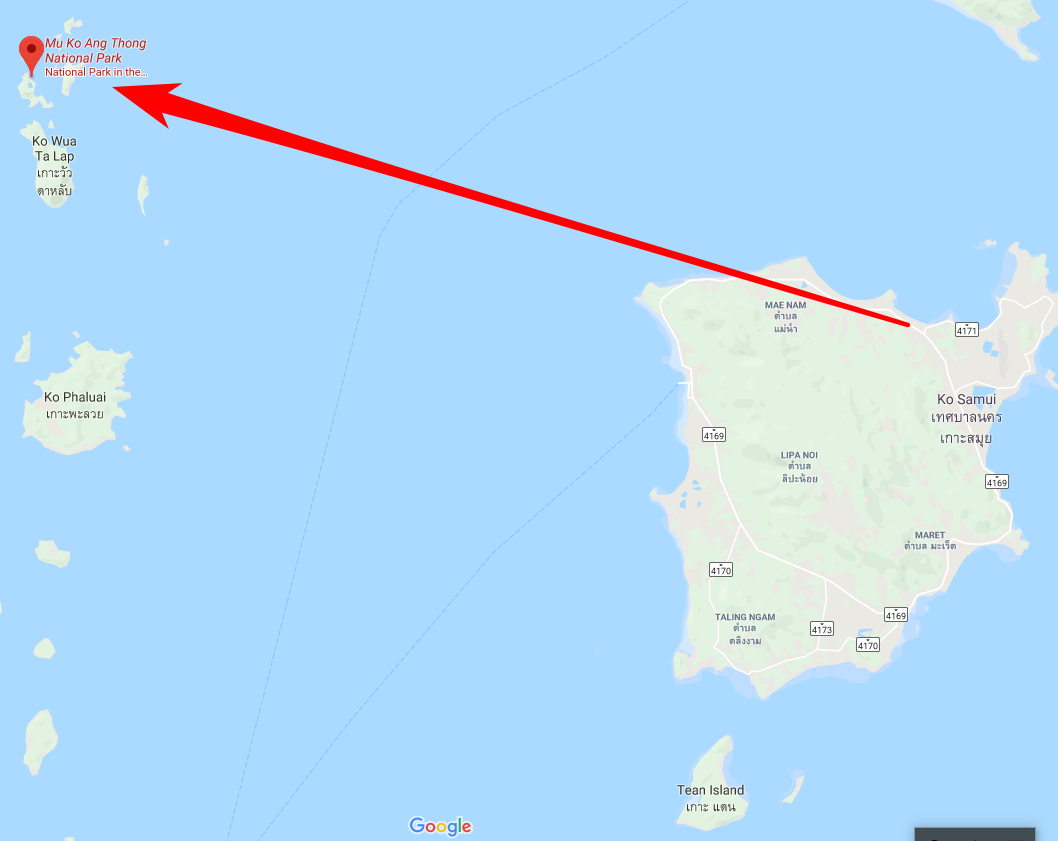 Mu Ko Ang Thong
National Park
National Park in the...
Ko Wua
Ta Lap
เกาะวัว
ตาหลับ
MAE NAM
ตำบล
แม่น้ำ
4171
Ko Phaluai
เกาะพะลวย
Ko Samui
เทศบาลนคร
เกาะสมุย
4169
LIPA NOI
ตำบล
ลิปะน้อย
4169
MARET
ตำบล มะเร็ต
4170
TALING NGAM
ตำบล
ตลิ่งงาม
4169
4173
4170
Tean Island
เกาะ แตน
Google